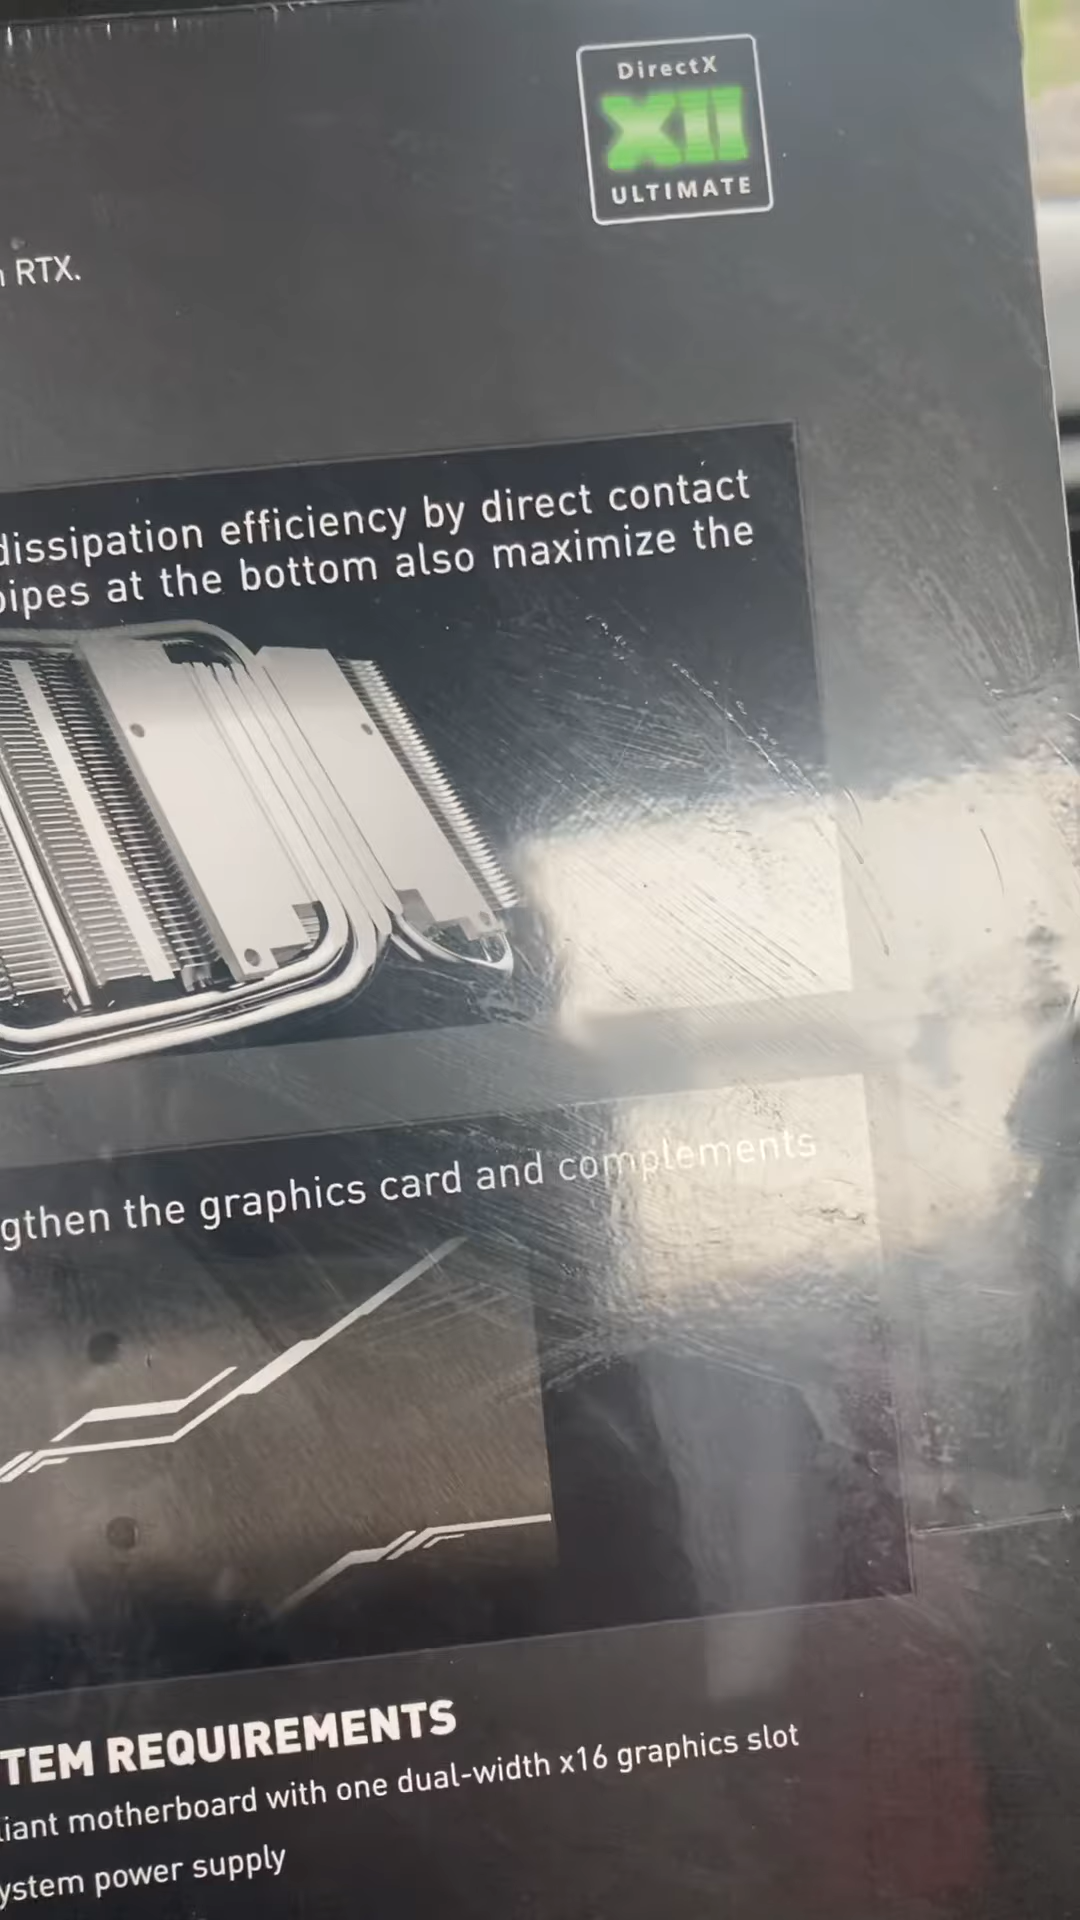 DirectX
XII
ULTIMATE
RTX.
dissipation efficiency by direct contact
pipes at the bottom also maximize the
gthen the graphics card and complements
TEM REQUIREMENTS
liant motherboard with one dual-width x16 graphics slot
ystem power supply